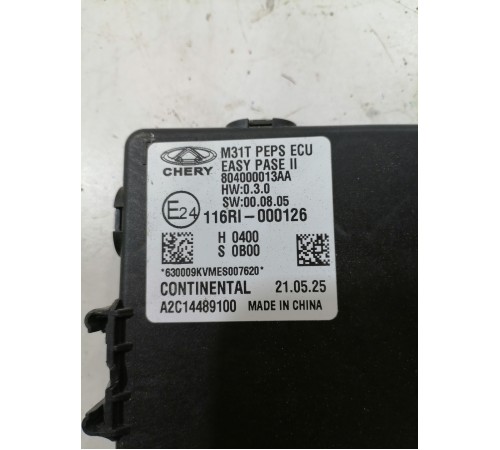 CHERY
M31T PEPS ECU
EASY PASE II
804000013AA
HW:0.3.0
SW:00.08.05
E24 116RI-000126
H 0400
S 0B00
*630009KVMES007620*
CONTINENTAL 21.05.25
A2C14489100 MADE IN CHINA